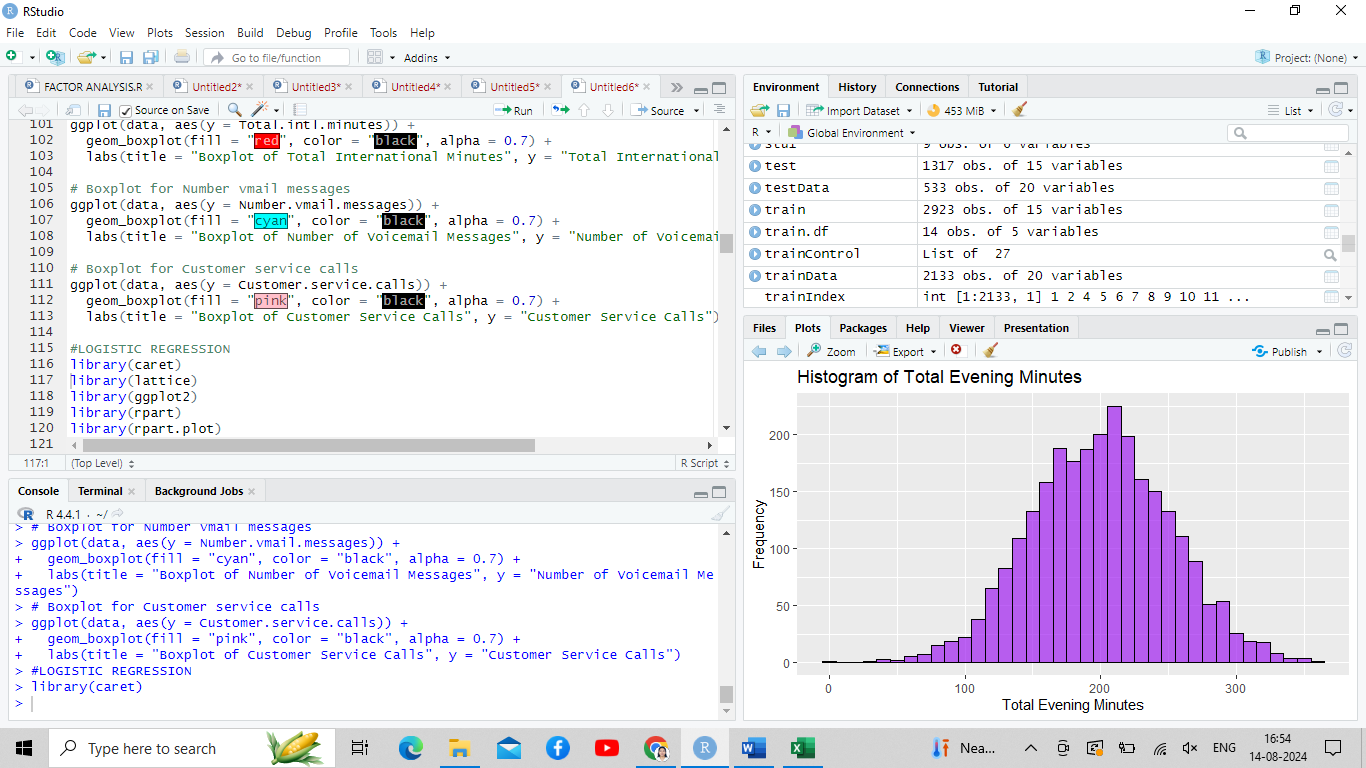 RStudio
File Edit Code View Plots Session Build Debug Profile Tools Help
Go to file/function Addins Project: (None)
FACTOR ANALYSIS.R Untitled2* Untitled3* Untitled4* Untitled5* Untitled6*
Source on Save Run Source
101 ggplot(data, aes(y = Total.intl.minutes)) +
102 geom_boxplot(fill = "red", color = "black", alpha = 0.7) +
103 labs(title = "Boxplot of Total International Minutes", y = "Total International
104
105 # Boxplot for Number vmail messages
106 ggplot(data, aes(y = Number.vmail.messages)) +
107 geom_boxplot(fill = "cyan", color = "black", alpha = 0.7) +
108 labs(title = "Boxplot of Number of Voicemail Messages", y = "Number of Voicemai
109
110 # Boxplot for Customer service calls
111 ggplot(data, aes(y = Customer.service.calls)) +
112 geom_boxplot(fill = "pink", color = "black", alpha = 0.7) +
113 labs(title = "Boxplot of Customer Service Calls", y = "Customer Service Calls")
114
115 #LOGISTIC REGRESSION
116 library(caret)
117 library(lattice)
118 library(ggplot2)
119 library(rpart)
120 library(rpart.plot)
121
117:1 (Top Level) R Script
Console Terminal Background Jobs
R 4.4.1 · ~/
> # Boxplot for Number vmail messages
> ggplot(data, aes(y = Number.vmail.messages)) +
+ geom_boxplot(fill = "cyan", color = "black", alpha = 0.7) +
+ labs(title = "Boxplot of Number of Voicemail Messages", y = "Number of Voicemail Me
ssages")
> # Boxplot for Customer service calls
> ggplot(data, aes(y = Customer.service.calls)) +
+ geom_boxplot(fill = "pink", color = "black", alpha = 0.7) +
+ labs(title = "Boxplot of Customer Service Calls", y = "Customer Service Calls")
> #LOGISTIC REGRESSION
> library(caret)
>
Environment History Connections Tutorial
Import Dataset 453 MiB List
R Global Environment
test 1317 obs. of 15 variables
testData 533 obs. of 20 variables
train 2923 obs. of 15 variables
train.df 14 obs. of 5 variables
trainControl List of 27
trainData 2133 obs. of 20 variables
trainIndex int [1:2133, 1] 1 2 4 5 6 7 8 9 10 11 ...
Files Plots Packages Help Viewer Presentation
Zoom Export Publish
Histogram of Total Evening Minutes
Frequency
200
150
100
50
0
0 100 200 300
Total Evening Minutes
Type here to search
Nea... ENG 16:54
14-08-2024